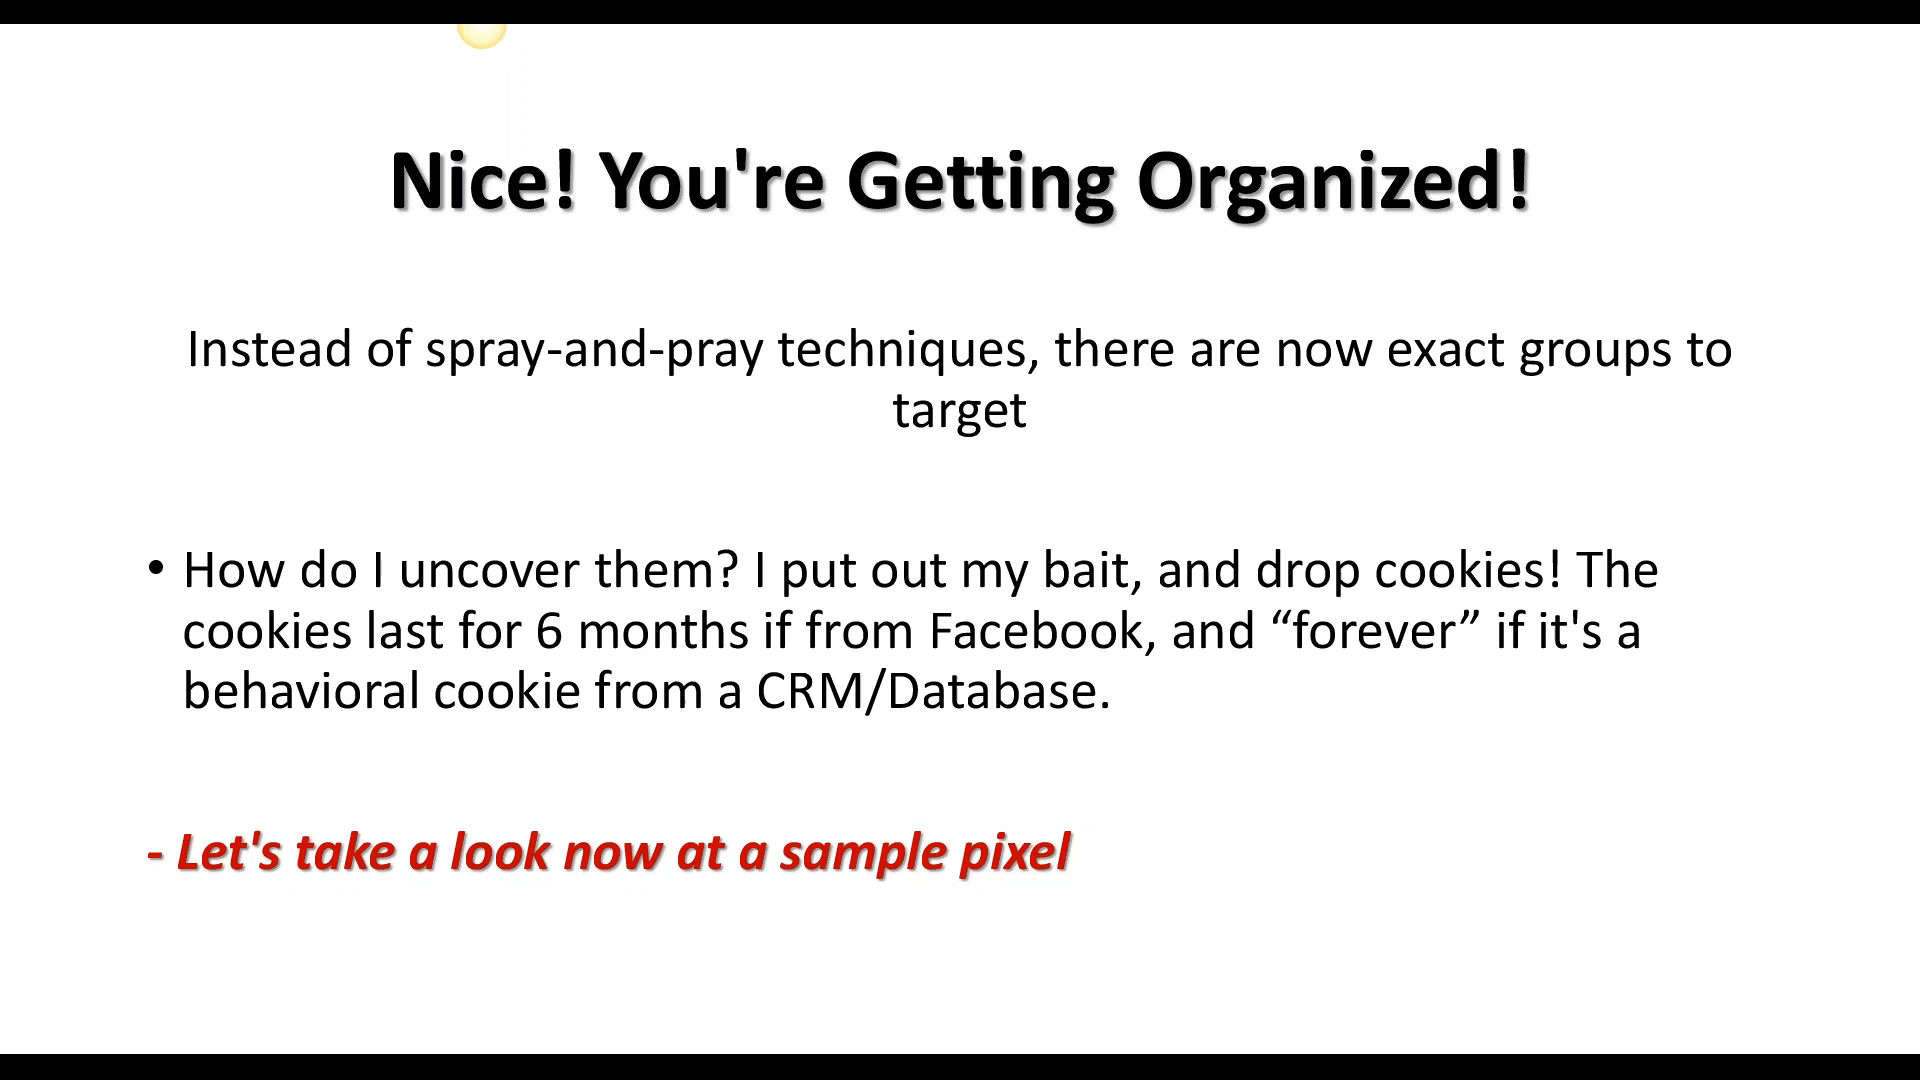 Nice! You're Getting Organized!
Instead of spray-and-pray techniques, there are now exact groups to
target
• How do I uncover them? I put out my bait, and drop cookies! The
cookies last for 6 months if from Facebook, and “forever” if it's a
behavioral cookie from a CRM/Database.
- Let's take a look now at a sample pixel